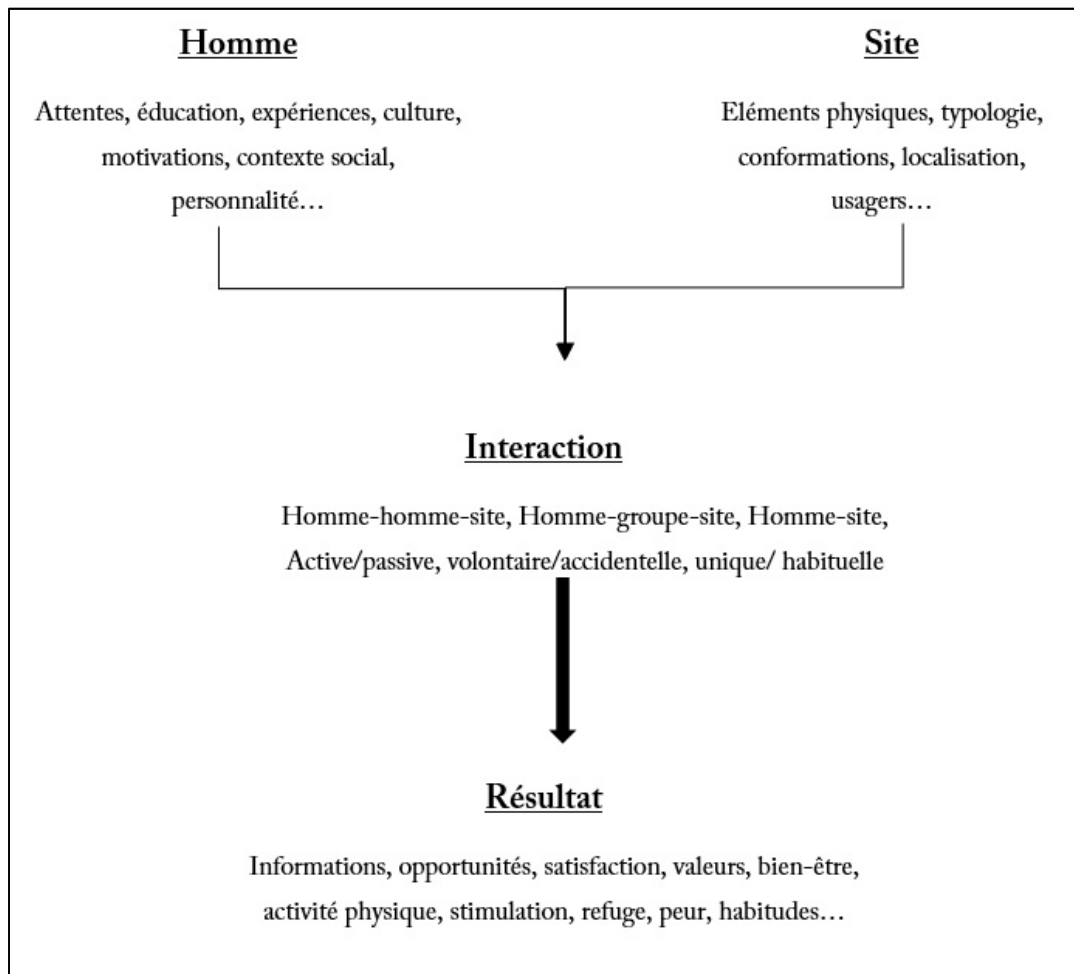 Homme
Attentes, éducation, expériences, culture,
motivations, contexte social,
personnalité…
Site
Eléments physiques, typologie,
conformations, localisation,
usagers…
Interaction
Homme-homme-site, Homme-groupe-site, Homme-site,
Active/passive, volontaire/accidentelle, unique/ habituelle
Résultat
Informations, opportunités, satisfaction, valeurs, bien-être,
activité physique, stimulation, refuge, peur, habitudes…